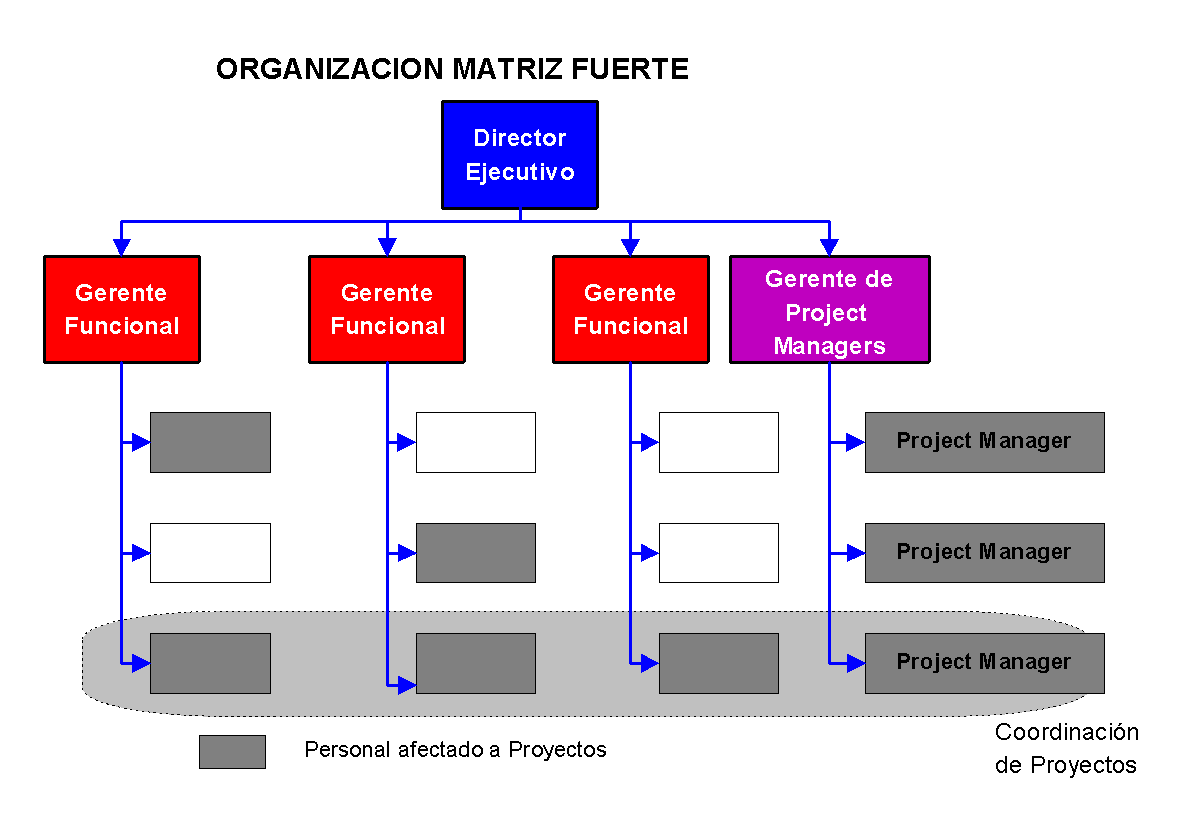 ORGANIZACION MATRIZ FUERTE
Director
Ejecutivo
Gerente
Funcional
Gerente
Funcional
Gerente
Funcional
Gerente de
Project
Managers
Project Manager
Project Manager
Project Manager
Personal afectado a Proyectos
Coordinación
de Proyectos